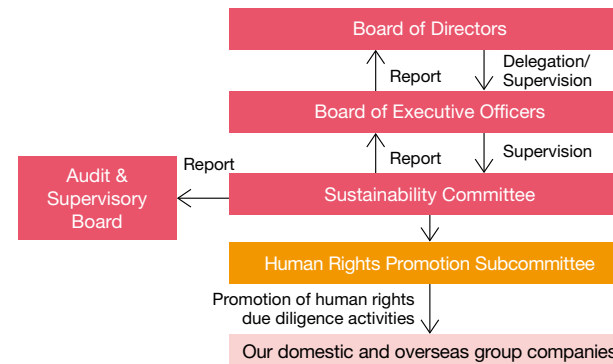 Board of Directors
Report
Delegation/
Supervision
Board of Executive Officers
Report
Supervision
Audit &
Supervisory
Board
Report
Sustainability Committee
Human Rights Promotion Subcommittee
Promotion of human rights
due diligence activities
Our domestic and overseas group companies